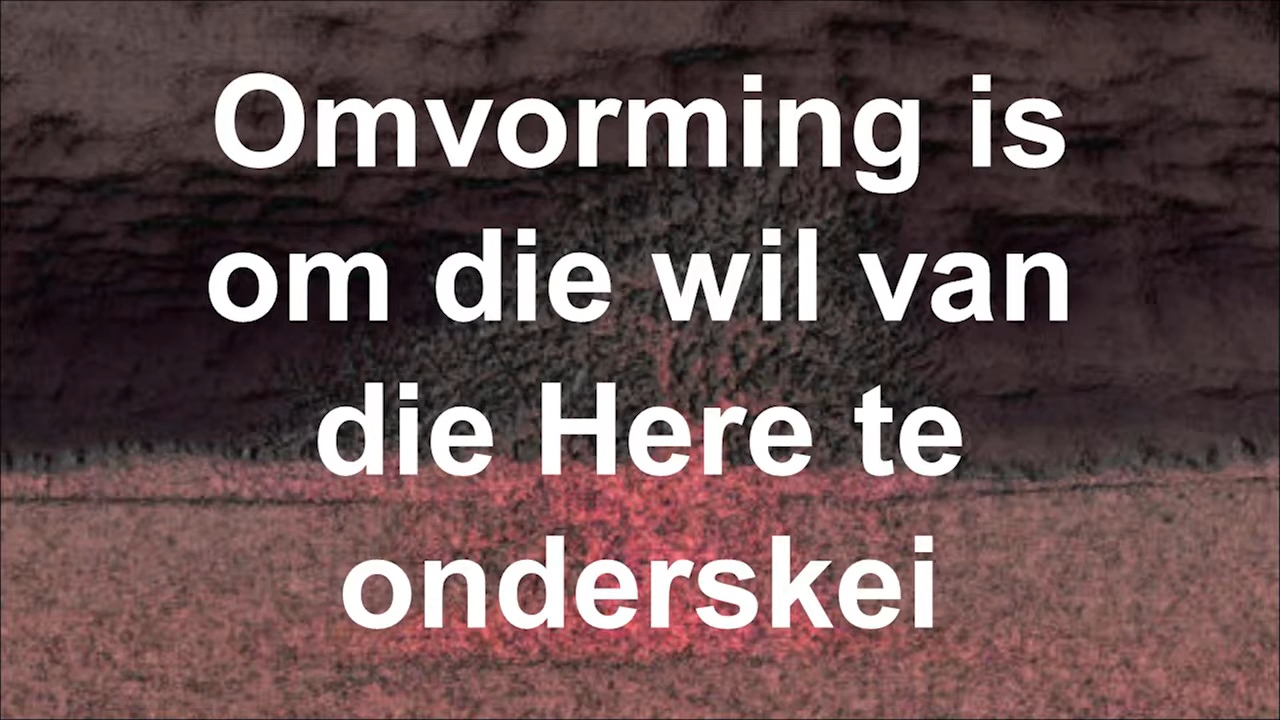 Omvorming is
om die wil van
die Here te
onderskei